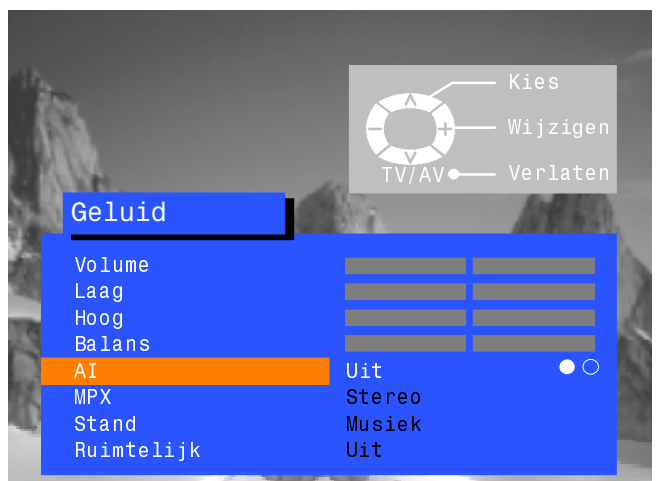 Kies
Wijzigen
TV/AV Verlaten
Geluid
Volume
Laag
Hoog
Balans
AI Uit
MPX Stereo
Stand Musiek
Ruimtelijk Uit